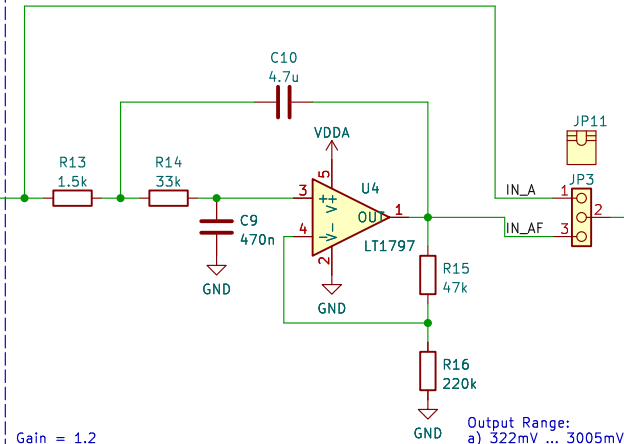 C10
4.7u
VDDA
JP11
R13
1.5k
R14
33k
5
U4
JP3
3
+
V+
OUT
1
IN_A
1
2
C9
470n
4
-
V-
LT1797
IN_AF
3
2
GND
GND
R15
47k
R16
220k
GND
Gain = 1.2
Output Range:
a) 322mV ... 3005mV